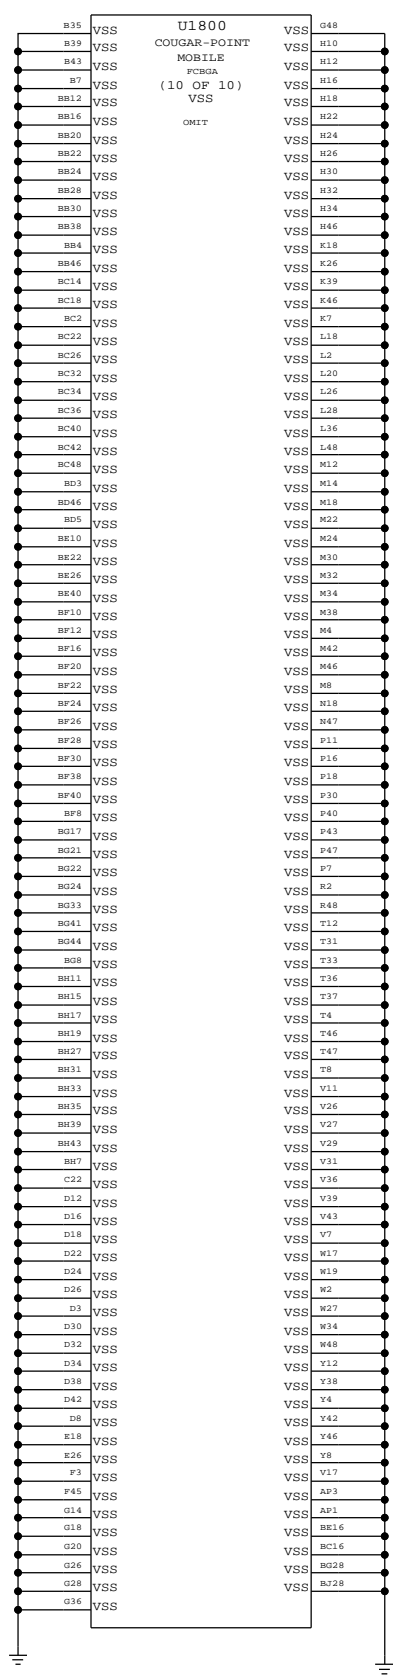 U1800
COUGAR-POINT
MOBILE
FCBGA
(10 OF 10)
VSS
OMIT
B35 VSS VSS G48
B39 VSS VSS H10
B43 VSS VSS H12
B7 VSS VSS H16
BB12 VSS VSS H18
BB16 VSS VSS H22
BB20 VSS VSS H24
BB22 VSS VSS H26
BB24 VSS VSS H30
BB28 VSS VSS H32
BB30 VSS VSS H34
BB38 VSS VSS H46
BB4 VSS VSS K18
BB46 VSS VSS K26
BC14 VSS VSS K39
BC18 VSS VSS K46
BC2 VSS VSS K7
BC22 VSS VSS L18
BC26 VSS VSS L2
BC32 VSS VSS L20
BC34 VSS VSS L26
BC36 VSS VSS L28
BC40 VSS VSS L36
BC42 VSS VSS L48
BC48 VSS VSS M12
BD3 VSS VSS M14
BD46 VSS VSS M18
BD5 VSS VSS M22
BE10 VSS VSS M24
BE22 VSS VSS M30
BE26 VSS VSS M32
BE40 VSS VSS M34
BF10 VSS VSS M38
BF12 VSS VSS M4
BF16 VSS VSS M42
BF20 VSS VSS M46
BF22 VSS VSS M8
BF24 VSS VSS N18
BF26 VSS VSS N47
BF28 VSS VSS P11
BF30 VSS VSS P16
BF38 VSS VSS P18
BF40 VSS VSS P30
BF8 VSS VSS P40
BG17 VSS VSS P43
BG21 VSS VSS P47
BG22 VSS VSS P7
BG24 VSS VSS R2
BG33 VSS VSS R48
BG41 VSS VSS T12
BG44 VSS VSS T31
BG8 VSS VSS T33
BH11 VSS VSS T36
BH15 VSS VSS T37
BH17 VSS VSS T4
BH19 VSS VSS T46
BH27 VSS VSS T47
BH31 VSS VSS T8
BH33 VSS VSS V11
BH35 VSS VSS V26
BH39 VSS VSS V27
BH43 VSS VSS V29
BH7 VSS VSS V31
C22 VSS VSS V36
D12 VSS VSS V39
D16 VSS VSS V43
D18 VSS VSS V7
D22 VSS VSS W17
D24 VSS VSS W19
D26 VSS VSS W2
D3 VSS VSS W27
D30 VSS VSS W34
D32 VSS VSS W48
D34 VSS VSS Y12
D38 VSS VSS Y38
D42 VSS VSS Y4
D8 VSS VSS Y42
E18 VSS VSS Y46
E26 VSS VSS Y8
F3 VSS VSS V17
F45 VSS VSS AP3
G14 VSS VSS AP1
G18 VSS VSS BE16
G20 VSS VSS BC16
G26 VSS VSS BG28
G28 VSS VSS BJ28
G36 VSS